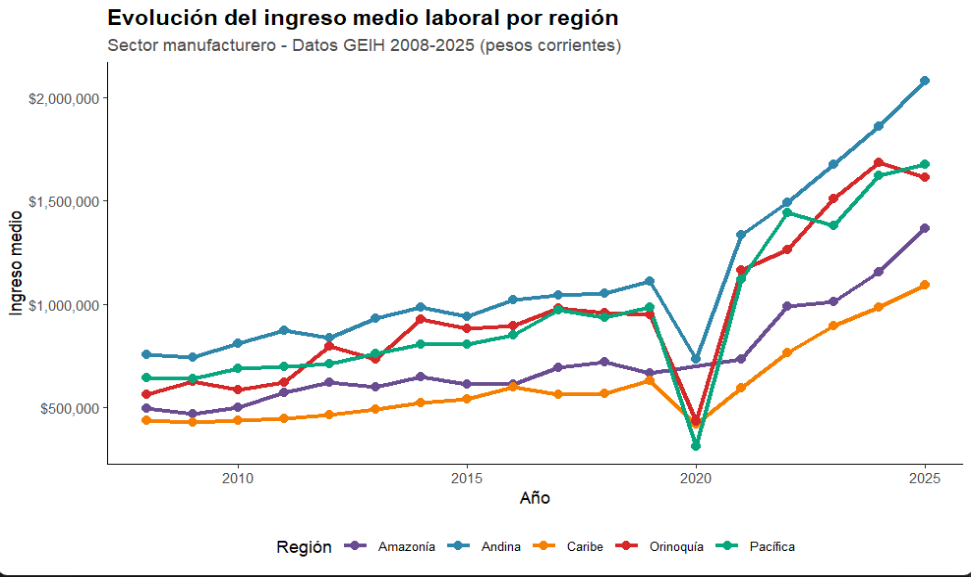 Evolución del ingreso medio laboral por región
Sector manufacturero - Datos GEIH 2008-2025 (pesos corrientes)
$2,000,000
$1,500,000
$1,000,000
$500,000
Ingreso medio
2010 2015 2020 2025
Año
Región Amazonía Andina Caribe Orinoquía Pacífica